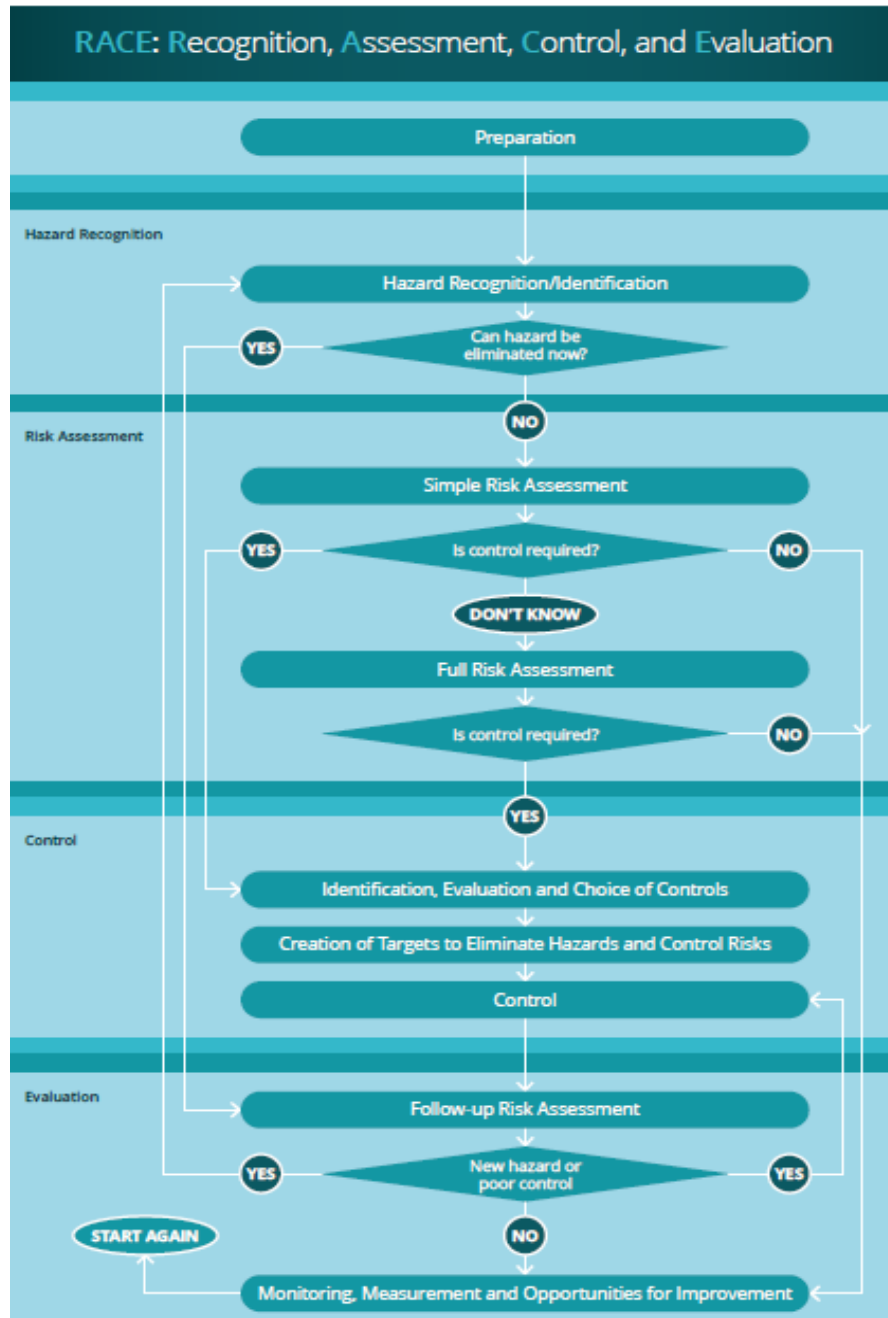 RACE: Recognition, Assessment, Control, and Evaluation
Preparation
Hazard Recognition
Hazard Recognition/Identification
Can hazard be
eliminated now?
YES
NO
Risk Assessment
Simple Risk Assessment
YES
Is control required?
NO
DON'T KNOW
Full Risk Assessment
Is control required?
NO
YES
Control
Identification, Evaluation and Choice of Controls
Creation of Targets to Eliminate Hazards and Control Risks
Control
Evaluation
Follow-up Risk Assessment
YES
New hazard or
poor control
YES
START AGAIN
NO
Monitoring, Measurement and Opportunities for Improvement